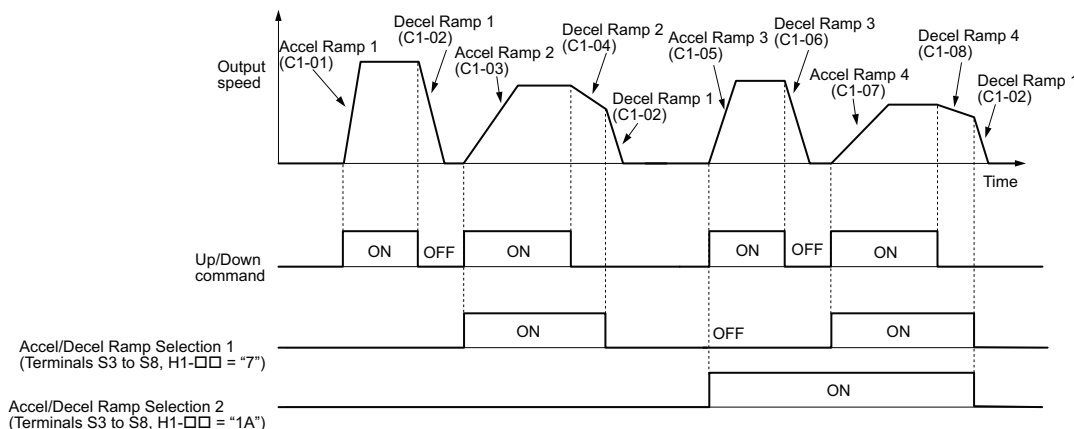 Output
speed
Accel Ramp 1
(C1-01)
Decel Ramp 1
(C1-02)
Accel Ramp 2
(C1-03)
Decel Ramp 2
(C1-04)
Decel Ramp 1
(C1-02)
Accel Ramp 3
(C1-05)
Decel Ramp 3
(C1-06)
Accel Ramp 4
(C1-07)
Decel Ramp 4
(C1-08)
Decel Ramp 1
(C1-02)
Time
Up/Down
command
ON
OFF
ON
ON
OFF
ON
Accel/Decel Ramp Selection 1
(Terminals S3 to S8, H1-□□ = “7”)
ON
OFF
ON
Accel/Decel Ramp Selection 2
(Terminals S3 to S8, H1-□□ = “1A”)
ON